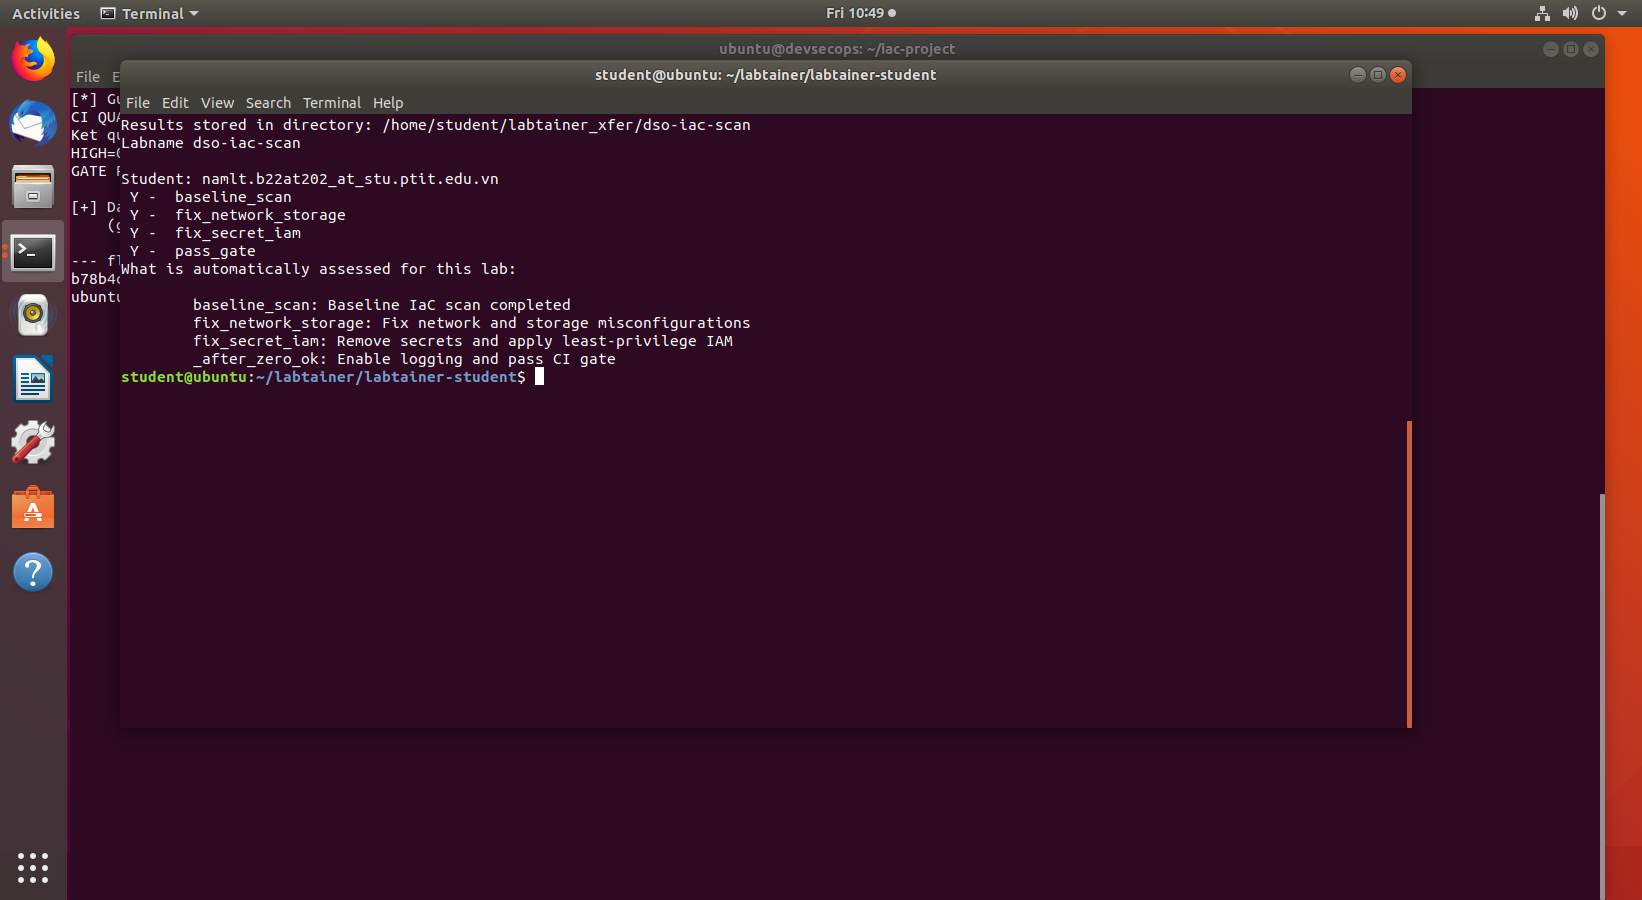 Activities Terminal Fri 10:49
ubuntu@devsecops: ~/iac-project
File
student@ubuntu: ~/labtainer/labtainer-student
File Edit View Search Terminal Help
[*]
CI
Ket
GATE
[+]
---
Results stored in directory: /home/student/labtainer_xfer/dso-iac-scan
Labname dso-iac-scan
Student: namlt.b22at202_at_stu.ptit.edu.vn
Y - baseline_scan
Y - fix_network_storage
Y - fix_secret_iam
Y - pass_gate
What is automatically assessed for this lab:
baseline_scan: Baseline IaC scan completed
fix_network_storage: Fix network and storage misconfigurations
fix_secret_iam: Remove secrets and apply least-privilege IAM
_after_zero_ok: Enable logging and pass CI gate
student@ubuntu:~/labtainer/labtainer-student$